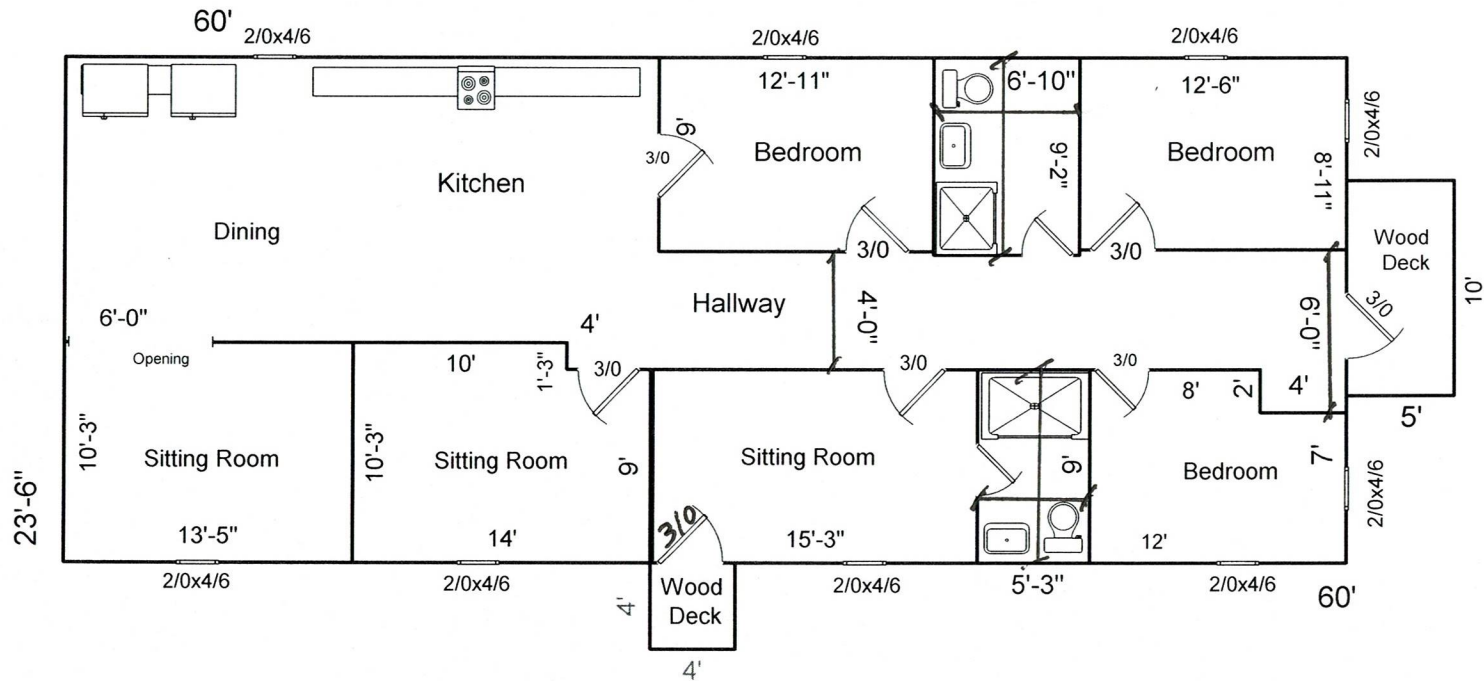 60'
2/0x4/6
2/0x4/6
2/0x4/6
12'-11"
6'-10"
12'-6"
2/0x4/6
9'
3/0
Bedroom
9'-2"
Bedroom
8'-11"
Kitchen
Dining
Wood
Deck
10'
3/0
3/0
3/0
Hallway
4'-0"
6'-0"
6'-0"
4'
Opening
10'
1'-3"
3/0
3/0
3/0
8'
2'
4'
5'
10'-3"
Sitting Room
10'-3"
Sitting Room
9'
Sitting Room
9'
Bedroom
7'
2/0x4/6
23'-6"
13'-5"
14'
3/0
15'-3"
12'
2/0x4/6
2/0x4/6
Wood
Deck
2/0x4/6
5'-3"
2/0x4/6
60'
4'
4'